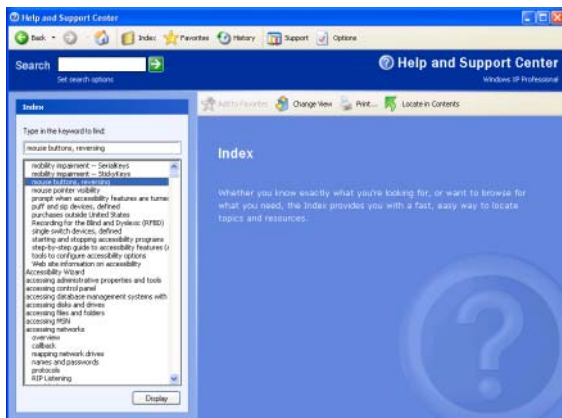 Help and Support Center
Back
Index
Favorites
History
Support
Options
Search
Set search options
Help and Support Center
Windows XP Professional
Index
Add to Favorites
Change View
Print...
Locate in Contents
Type in the keyword to find:
mouse buttons, reversing
mobility impairment -- SerialKeys
mobility impairment -- StickyKeys
mouse buttons, reversing
mouse pointer visibility
prompt when accessibility features are turned
puff and sip devices, defined
purchases outside United States
Recording for the Blind and Dyslexic (RFBD)
single switch devices, defined
starting and stopping accessibility programs
step-by-step guide to accessibility features (
tools to configure accessibility options
Web site information on accessibility
Accessibility Wizard
accessing administrative properties and tools
accessing control panel
accessing database management systems with
accessing disks and drives
accessing files and folders
accessing MSN
accessing networks
overview
callback
mapping network drives
names and passwords
protocols
RIP Listening
Display
Index
Whether you know exactly what you're looking for, or want to browse for
what you need, the Index provides you with a fast, easy way to locate
topics and resources.